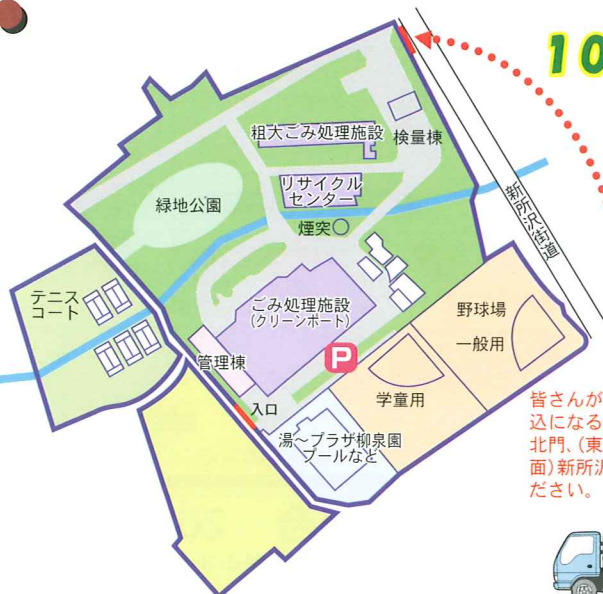 10
粗大ごみ処理施設
検量棟
リサイクル
センター
緑地公園
煙突
新所沢街道
テニス
コート
ごみ処理施設
(クリーンポート)
野球場
一般用
管理棟
P
入口
学童用
湯～プラザ柳泉園
プールなど
皆さんが
込になる
北門、(東
面)新所沢
ださい。